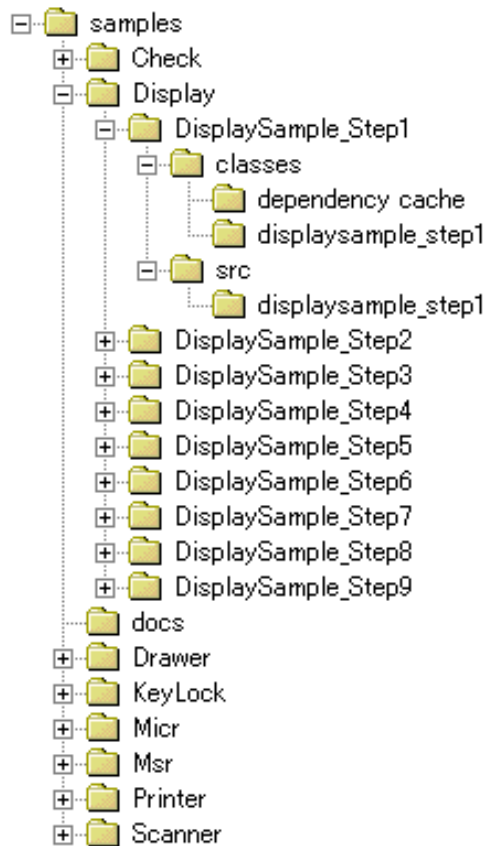 samples
Check
Display
DisplaySample_Step1
classes
dependency cache
displaysample_step1
src
displaysample_step1
DisplaySample_Step2
DisplaySample_Step3
DisplaySample_Step4
DisplaySample_Step5
DisplaySample_Step6
DisplaySample_Step7
DisplaySample_Step8
DisplaySample_Step9
docs
Drawer
KeyLock
Micr
Msr
Printer
Scanner